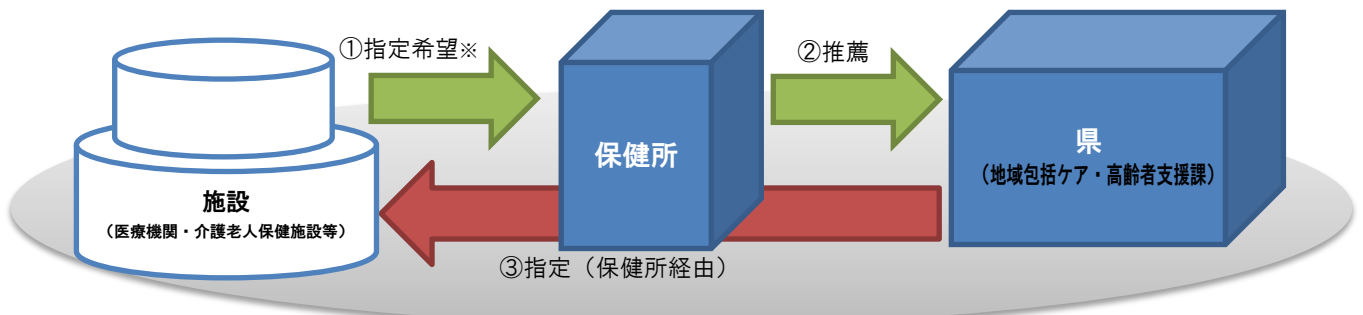 ①指定希望※
②推薦
保健所
県
（地域包括ケア・高齢者支援課）
施設
（医療機関・介護老人保健施設等）
③指定（保健所経由）